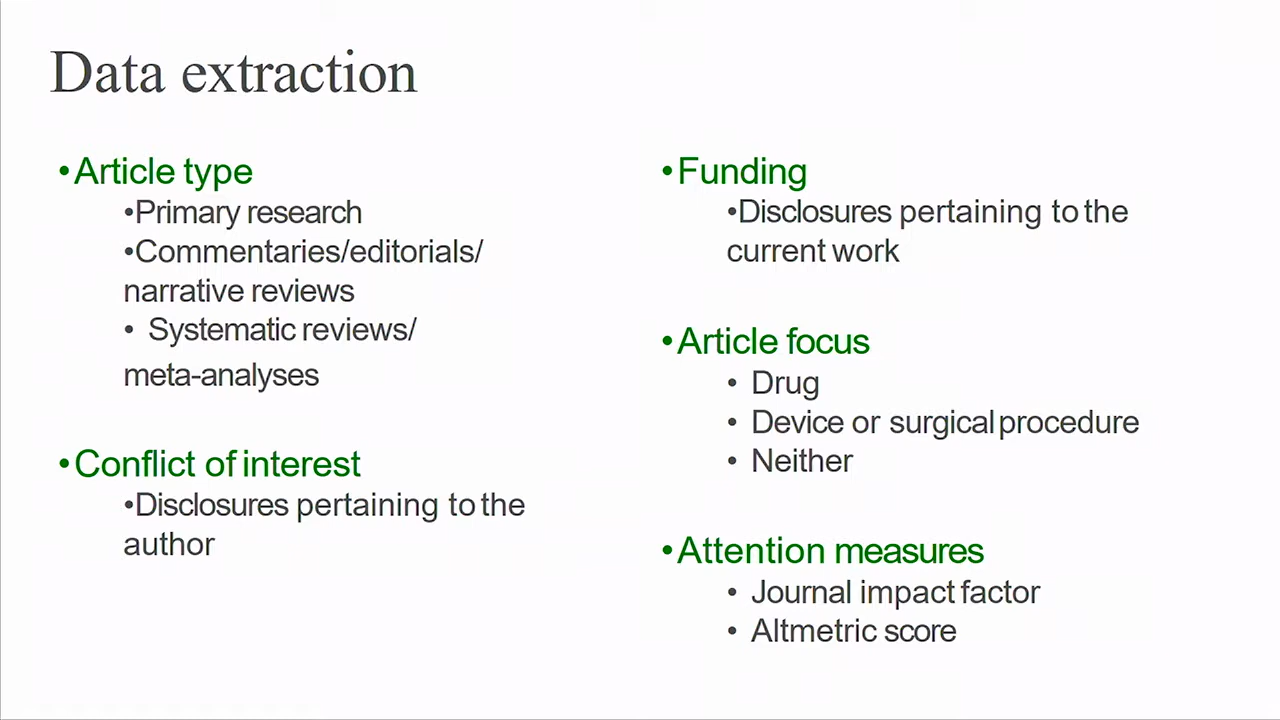 Data extraction
•Article type
•Primary research
•Commentaries/editorials/
narrative reviews
• Systematic reviews/
meta-analyses
•Conflict of interest
•Disclosures pertaining to the
author
•Funding
•Disclosures pertaining to the
current work
•Article focus
• Drug
• Device or surgical procedure
• Neither
•Attention measures
• Journal impact factor
• Altmetric score